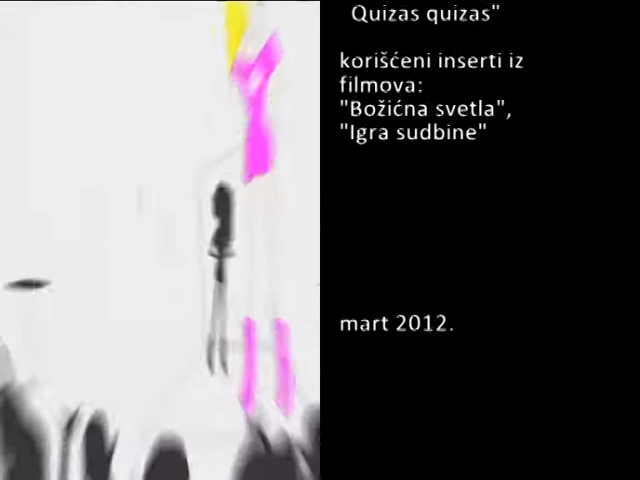 Quizas quizas"
korišćeni inserti iz
filmova:
"Božićna svetla",
"Igra sudbine"
mart 2012.